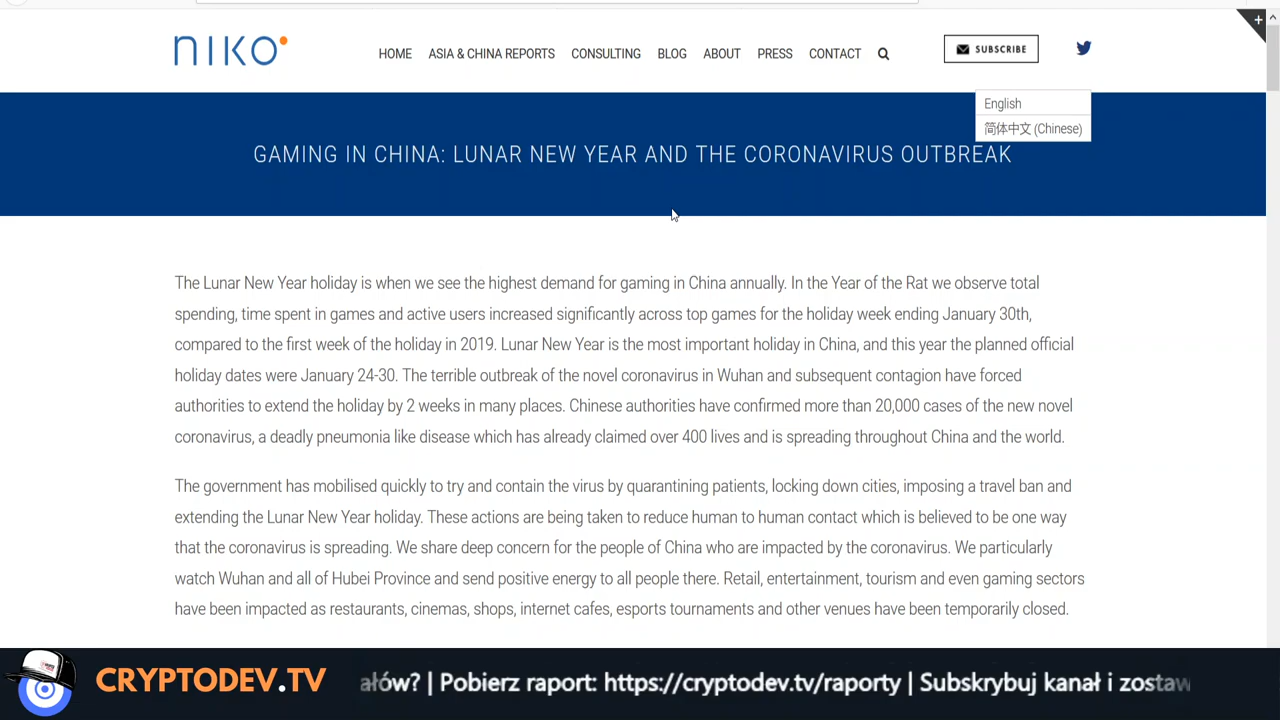 NIKO
HOME ASIA & CHINA REPORTS CONSULTING BLOG ABOUT PRESS CONTACT SUBSCRIBE
English
简体中文 (Chinese)
GAMING IN CHINA: LUNAR NEW YEAR AND THE CORONAVIRUS OUTBREAK
The Lunar New Year holiday is when we see the highest demand for gaming in China annually. In the Year of the Rat we observe total
spending, time spent in games and active users increased significantly across top games for the holiday week ending January 30th,
compared to the first week of the holiday in 2019. Lunar New Year is the most important holiday in China, and this year the planned official
holiday dates were January 24-30. The terrible outbreak of the novel coronavirus in Wuhan and subsequent contagion have forced
authorities to extend the holiday by 2 weeks in many places. Chinese authorities have confirmed more than 20,000 cases of the new novel
coronavirus, a deadly pneumonia like disease which has already claimed over 400 lives and is spreading throughout China and the world.
The government has mobilised quickly to try and contain the virus by quarantining patients, locking down cities, imposing a travel ban and
extending the Lunar New Year holiday. These actions are being taken to reduce human to human contact which is believed to be one way
that the coronavirus is spreading. We share deep concern for the people of China who are impacted by the coronavirus. We particularly
watch Wuhan and all of Hubei Province and send positive energy to all people there. Retail, entertainment, tourism and even gaming sectors
have been impacted as restaurants, cinemas, shops, internet cafes, esports tournaments and other venues have been temporarily closed.
CRYPTODEV.TV ałów? | Pobierz raport: https://cryptodev.tv/raporty | Subskrybuj kanał i zostaw